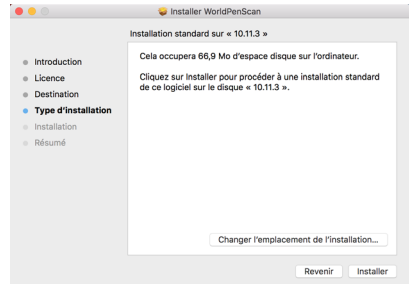 Installer WorldPenScan
Installation standard sur « 10.11.3 »
Introduction
Licence
Destination
Type d'installation
Installation
Résumé
Cela occupera 66,9 Mo d'espace disque sur l'ordinateur.
Cliquez sur Installer pour procéder à une installation standard
de ce logiciel sur le disque « 10.11.3 ».
Changer l'emplacement de l'installation...
Revenir
Installer